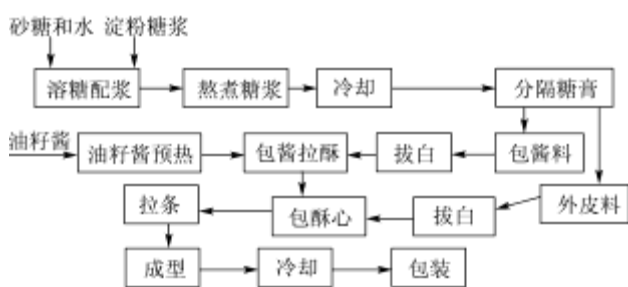 砂糖和水 淀粉糖浆
溶糖配浆 熬煮糖浆 冷却 分隔糖膏
油籽酱 油籽酱预热 包酱拉酥 拔白 包酱料
拉条 包酥心 拔白 外皮料
成型 冷却 包装